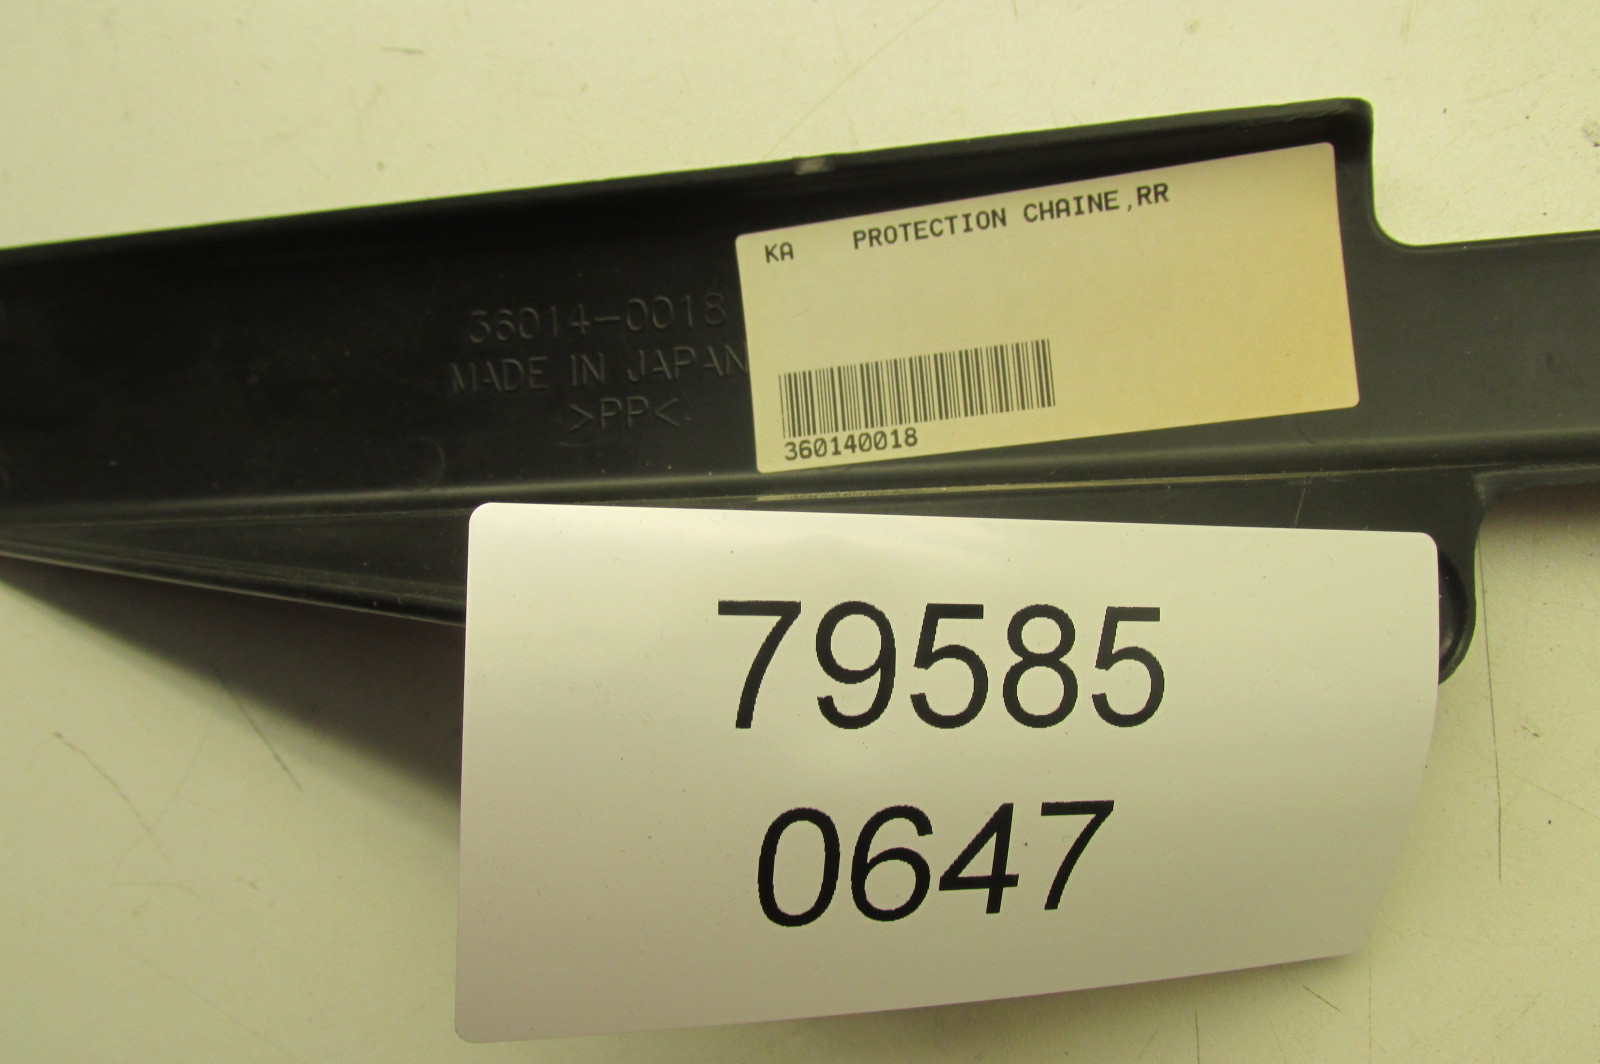 KA PROTECTION CHAINE,RR
360140018
36014-0018
MADE IN JAPAN
>PP<
79585
0647